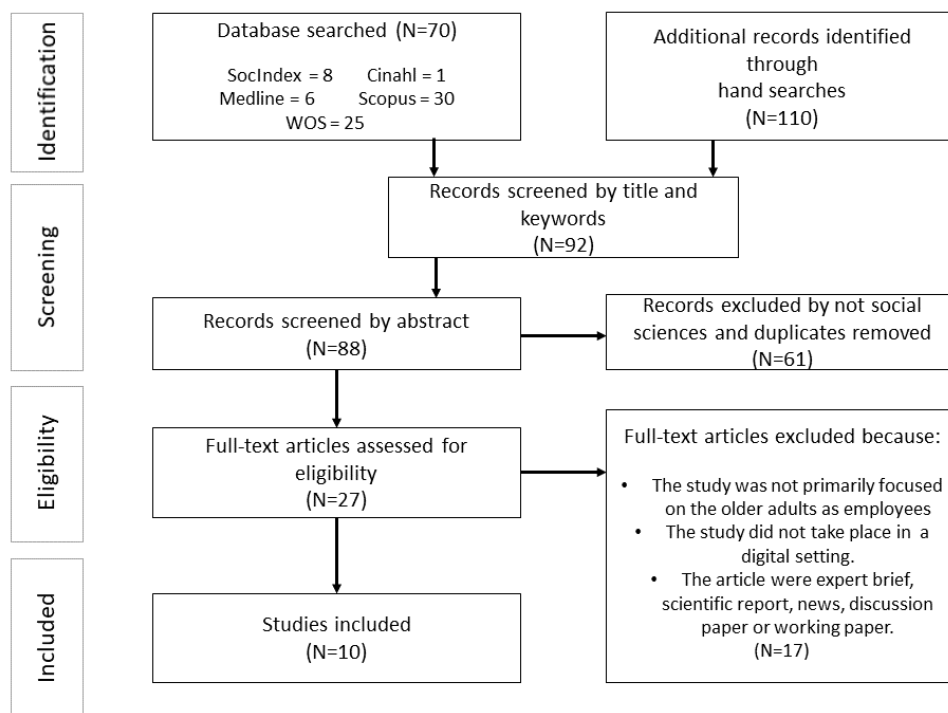 Identification
Database searched (N=70)
SocIndex = 8 Cinahl = 1
Medline = 6 Scopus = 30
WOS = 25
Additional records identified
through
hand searches
(N=110)
Screening
Records screened by title and
keywords
(N=92)
Records screened by abstract
(N=88)
Records excluded by not social
sciences and duplicates removed
(N=61)
Eligibility
Full-text articles assessed for
eligibility
(N=27)
Full-text articles excluded because:
• The study was not primarily focused
on the older adults as employees
• The study did not take place in a
digital setting.
• The article were expert brief,
scientific report, news, discussion
paper or working paper.
(N=17)
Included
Studies included
(N=10)